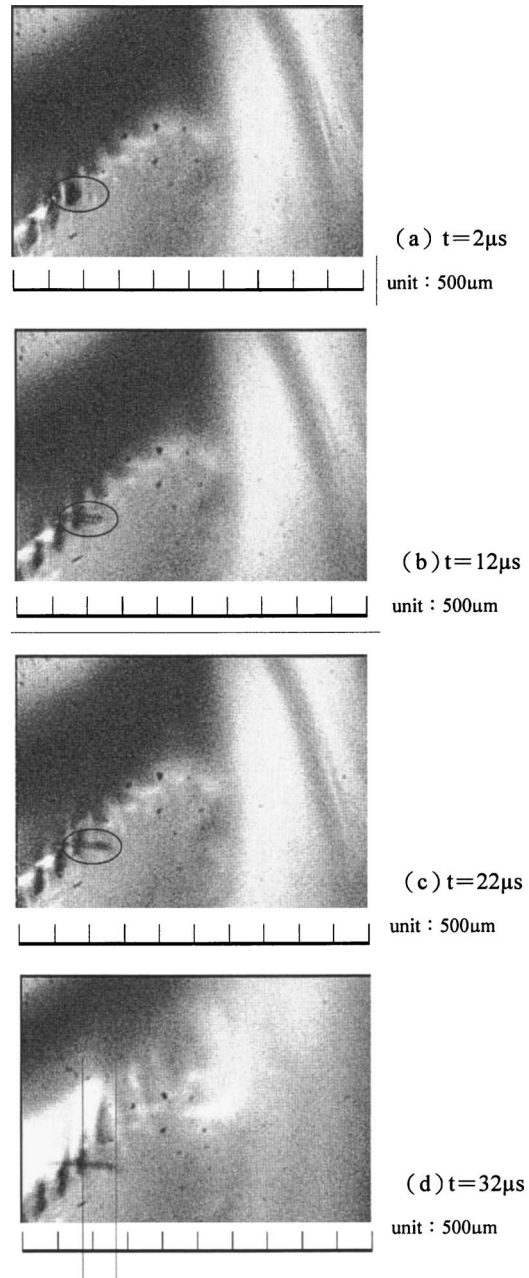 (a) t=2μs
unit：500um
(b) t=12μs
unit：500um
(c) t=22μs
unit：500um
(d) t=32μs
unit：500um